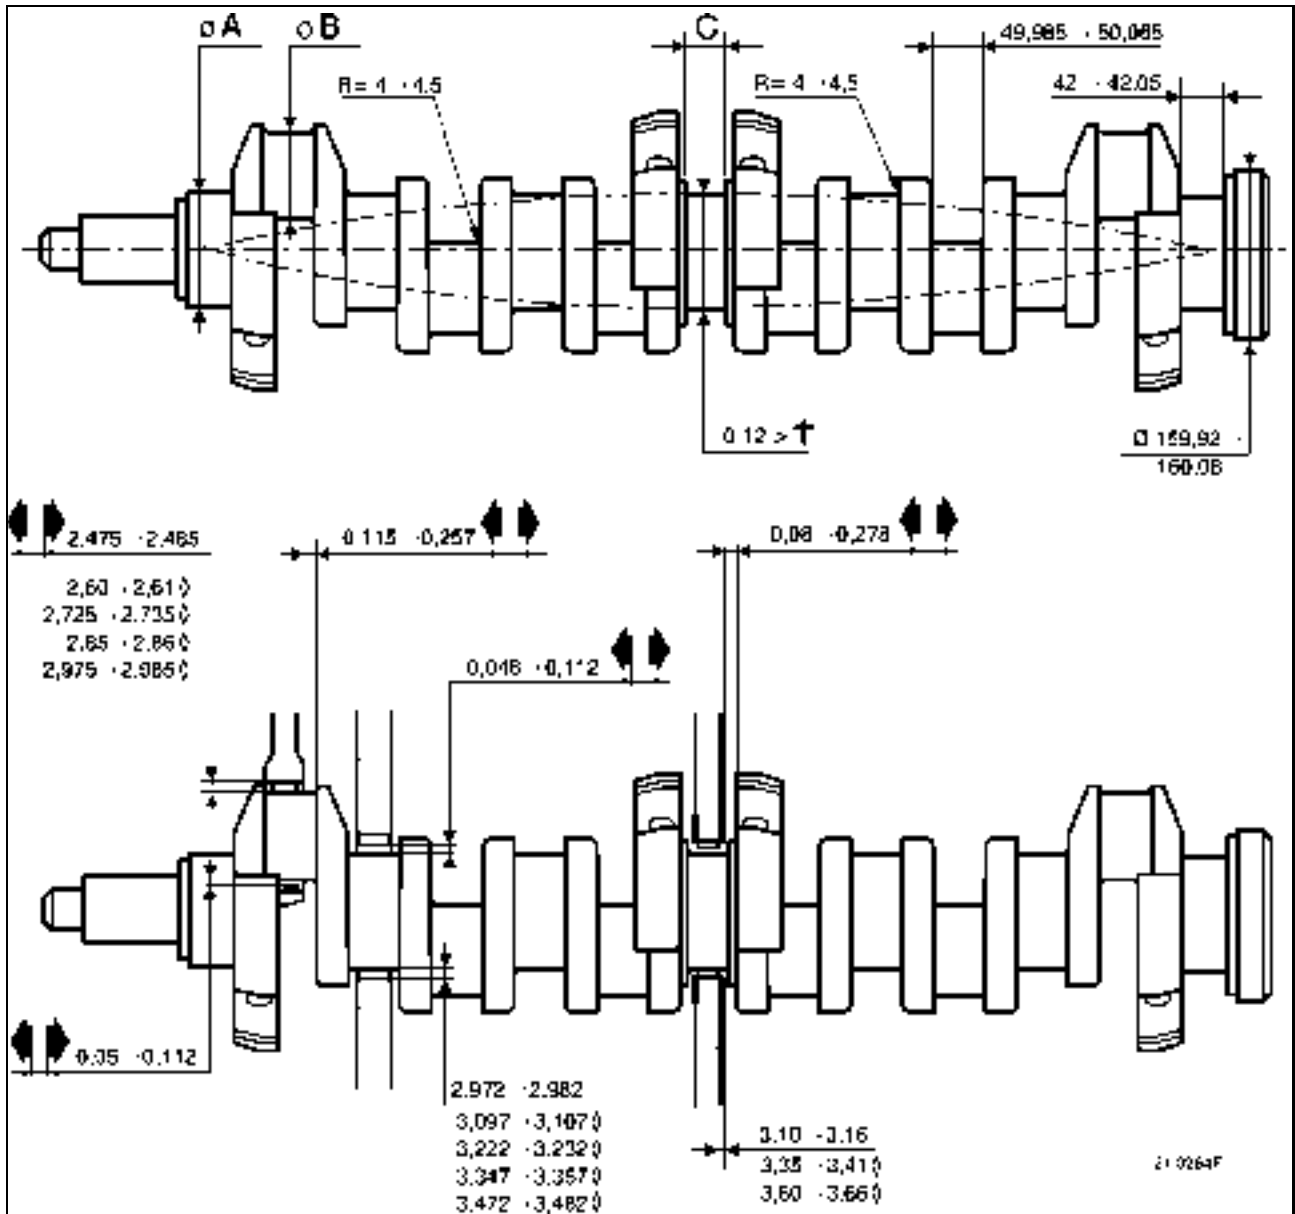 ø A
○ B
C
49,985 · 50,085
R= 4 · 4,5
R= 4 · 4,5
42 · 42.05
0 12 > ↑
Ø 159,92 ·
160.08
2.475 · 2.485
0 115 · 0,257
0,08 · 0,278
2,60 · 2,61 ◊
2,725 · 2.735 ◊
2.85 · 2.86 ◊
2,975 · 2.985 ◊
0,048 · 0,112
0.05 · 0.112
2.972 · 2.982
3,097 · 3,107 ◊
3,222 · 3.232 ◊
3.347 · 3.357 ◊
3.472 · 3,482 ◊
3.10 · 3.16
3,35 · 3,41 ◊
3,60 · 3.66 ◊